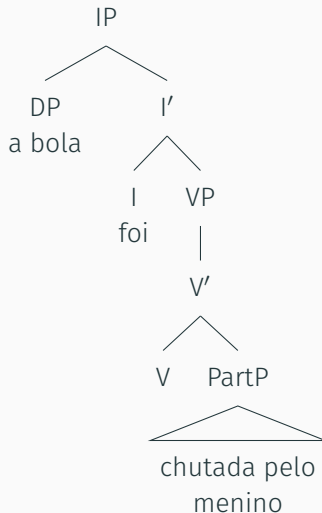 IP
DP I′
a bola
I VP
foi
V′
V PartP
chutada pelo
menino